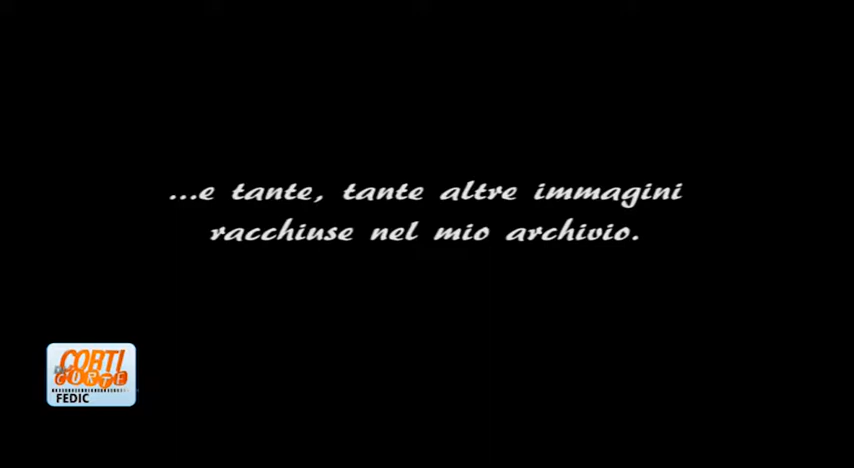 ...e tante, tante altre immagini
racchiuse nel mio archivio.
CORTI
CORTE
FEDIC